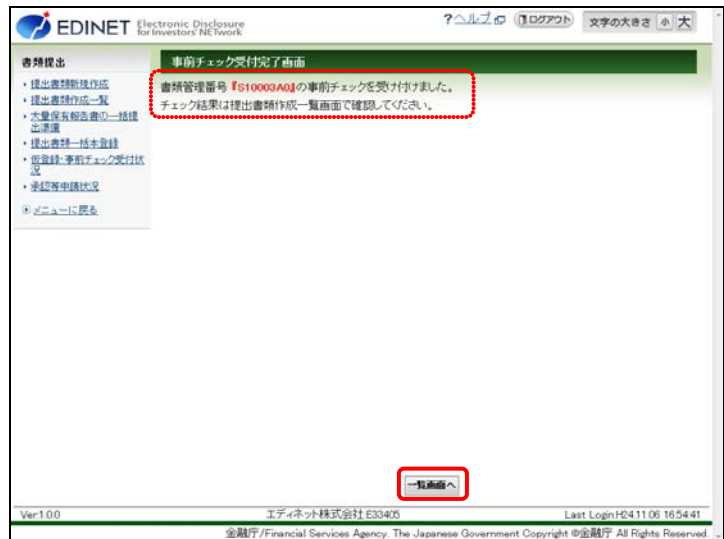 EDINET Electronic Disclosure
for Investors' NETwork
?ヘルプ ログアウト 文字の大きさ 小 大
書類提出
事前チェック受付完了画面
書類管理番号『S10003A0』の事前チェックを受け付けました。
チェック結果は提出書類作成一覧画面で確認してください。
・提出書類新規作成
・提出書類作成一覧
・大量保有報告書の一括提
出準備
・提出書類一括本登録
・仮登録・事前チェック受付状
況
・承認等申請状況
メニューに戻る
一覧画面へ
Ver.1.0.0 エディネット株式会社:E33405 Last Login:H24.11.06 16:54:41
金融庁/Financial Services Agency, The Japanese Government Copyright ©金融庁 All Rights Reserved.